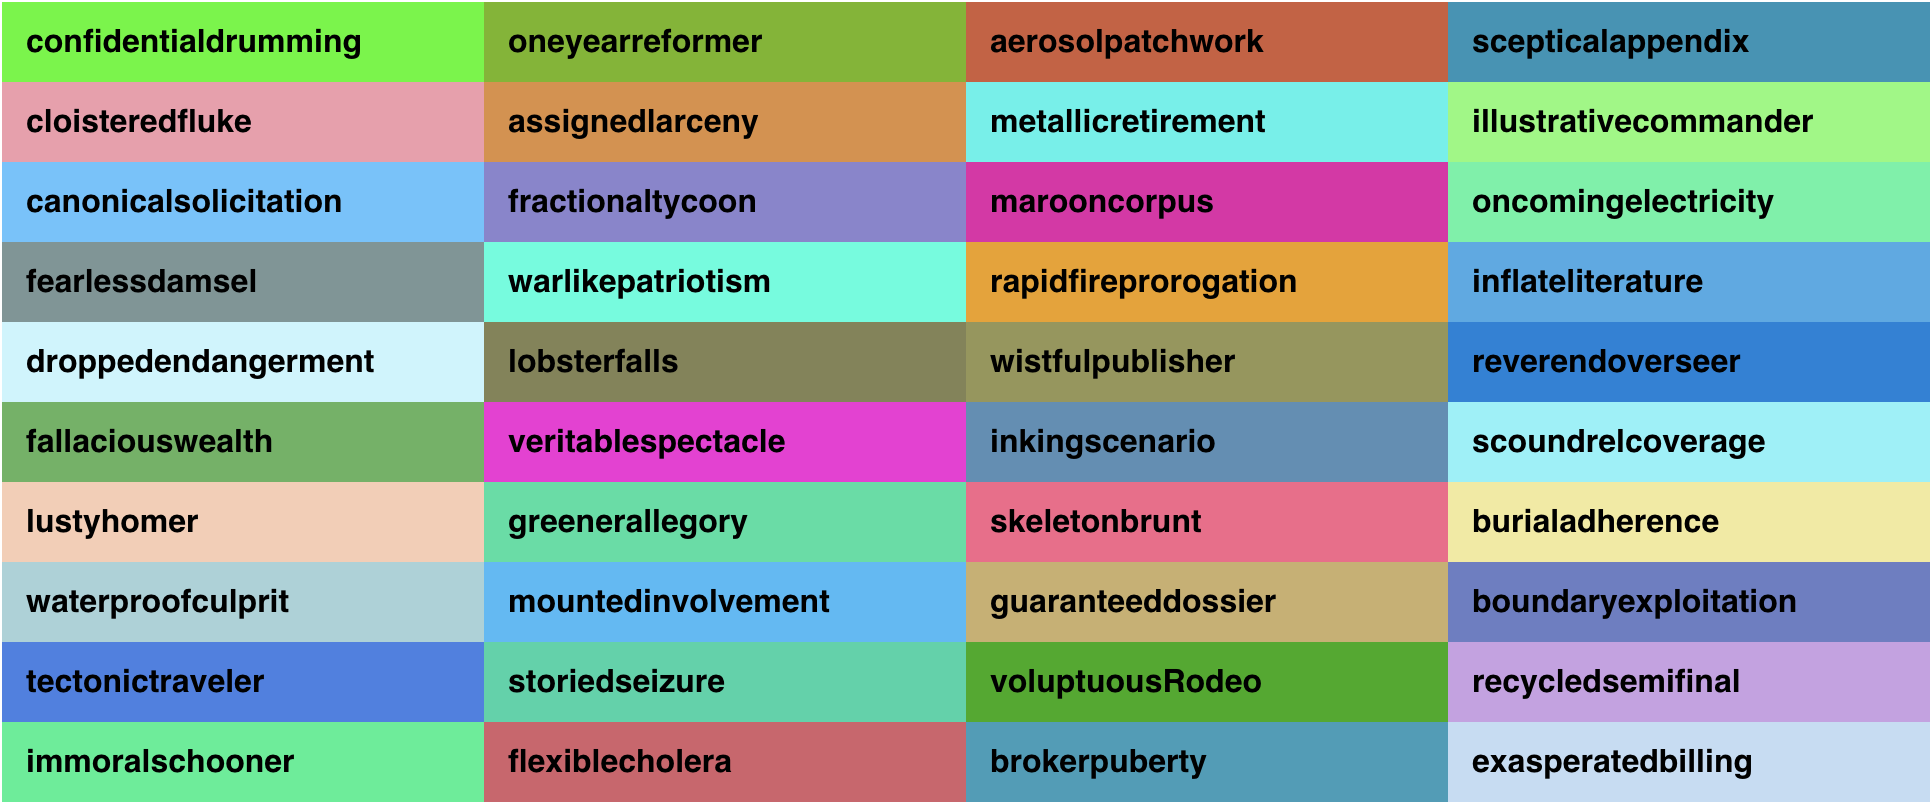 confidentialdrumming oneyearreformer aerosolpatchwork scepticalappendix
cloisteredfluke assignedlarceny metallicretirement illustrativecommander
canonicalsolicitation fractionaltycoon marooncorpus oncomingelectricity
fearlessdamsel warlikepatriotism rapidfireprorogation inflateliterature
droppedendangerment lobsterfalls wistfulpublisher reverendoverseer
fallaciouswealth veritablespectacle inkingscenario scoundrelcoverage
lustyhomer greenerallegory skeletonbrunt burialadherence
waterproofculprit mountedinvolvement guaranteeddossier boundaryexploitation
tectonictraveler storiedseizure voluptuousRodeo recycledsemifinal
immoralschooner flexiblecholera brokerpuberty exasperatedbilling